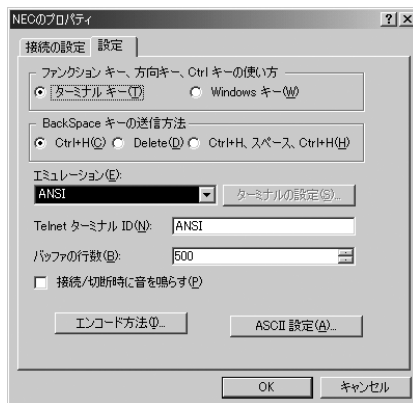 NECのプロパティ
接続の設定 設定
ファンクション キー、方向キー、Ctrl キーの使い方
ターミナル キー(T) Windows キー(W)
BackSpace キーの送信方法
Ctrl+H(C) Delete(D) Ctrl+H、スペース、Ctrl+H(H)
エミュレーション(E):
ANSI ターミナルの設定(S)...
Telnet ターミナル ID(N): ANSI
バッファの行数(B): 500
接続/切断時に音を鳴らす(P)
エンコード方法(I)... ASCII 設定(A)...
OK キャンセル